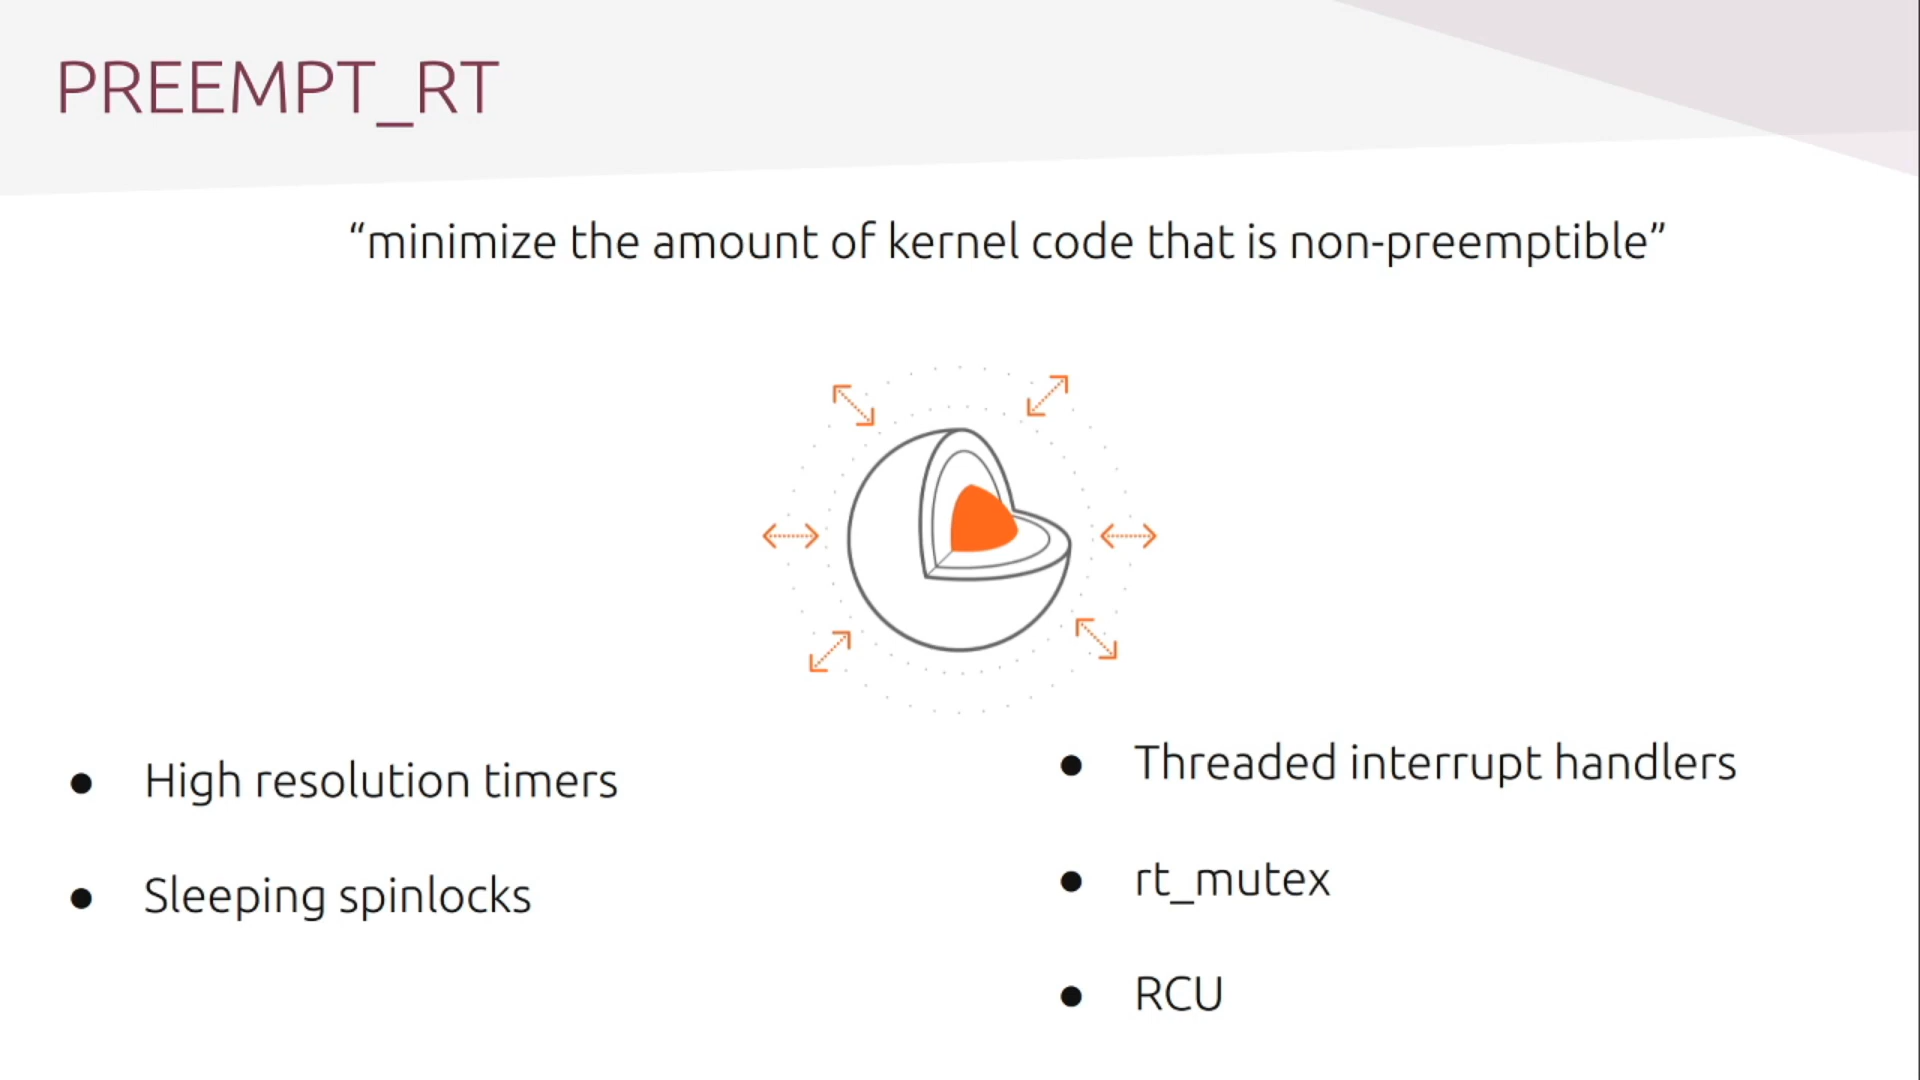 PREEMPT_RT
“minimize the amount of kernel code that is non-preemptible”
● High resolution timers
● Sleeping spinlocks
● Threaded interrupt handlers
● rt_mutex
● RCU